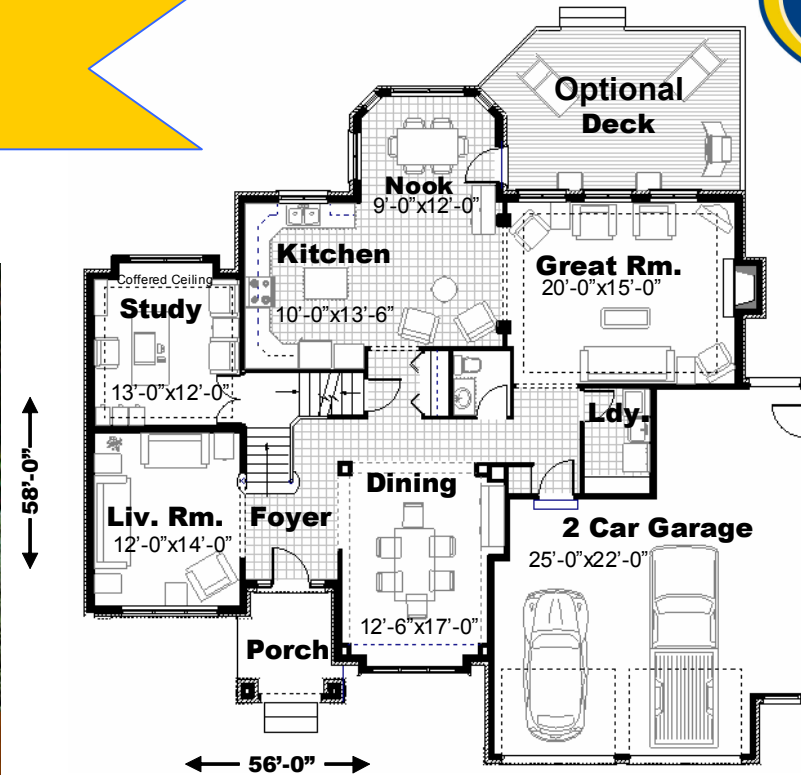 Optional
Deck
Nook
9'-0"x12'-0"
Kitchen
10'-0"x13'-6"
Great Rm.
20'-0"x15'-0"
Coffered Ceiling
Study
13'-0"x12'-0"
Ldy.
58'-0"
Liv. Rm.
12'-0"x14'-0"
Foyer
Dining
12'-6"x17'-0"
2 Car Garage
25'-0"x22'-0"
Porch
56'-0"